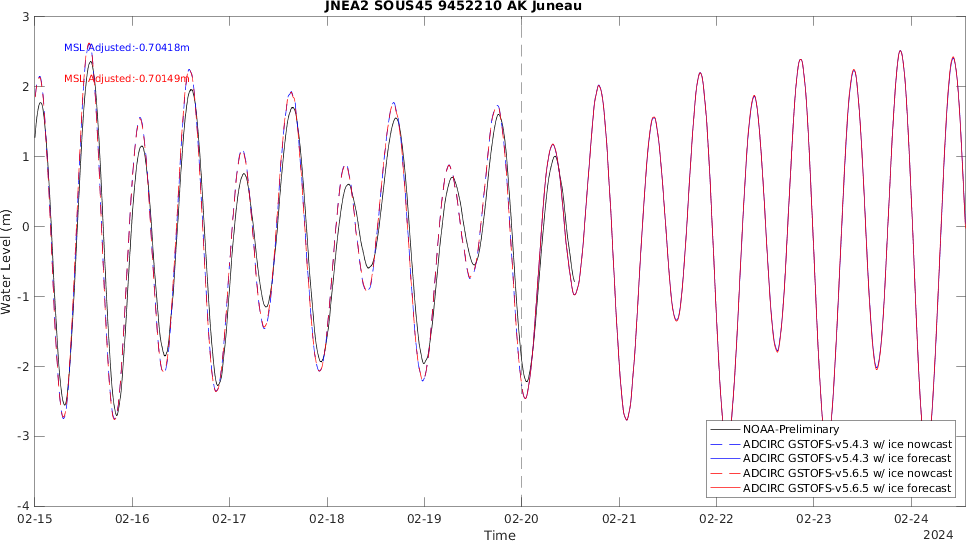 JNEA2 SOUS45 9452210 AK Juneau
3
MSL Adjusted:-0.70418m
MSL Adjusted:-0.70149m
2
1
0
Water Level (m)
-1
-2
-3
NOAA-Preliminary
ADCIRC GSTOFS-v5.4.3 w/ ice nowcast
ADCIRC GSTOFS-v5.4.3 w/ ice forecast
ADCIRC GSTOFS-v5.6.5 w/ ice nowcast
ADCIRC GSTOFS-v5.6.5 w/ ice forecast
-4
02-15 02-16 02-17 02-18 02-19 02-20 02-21 02-22 02-23 02-24
Time
2024